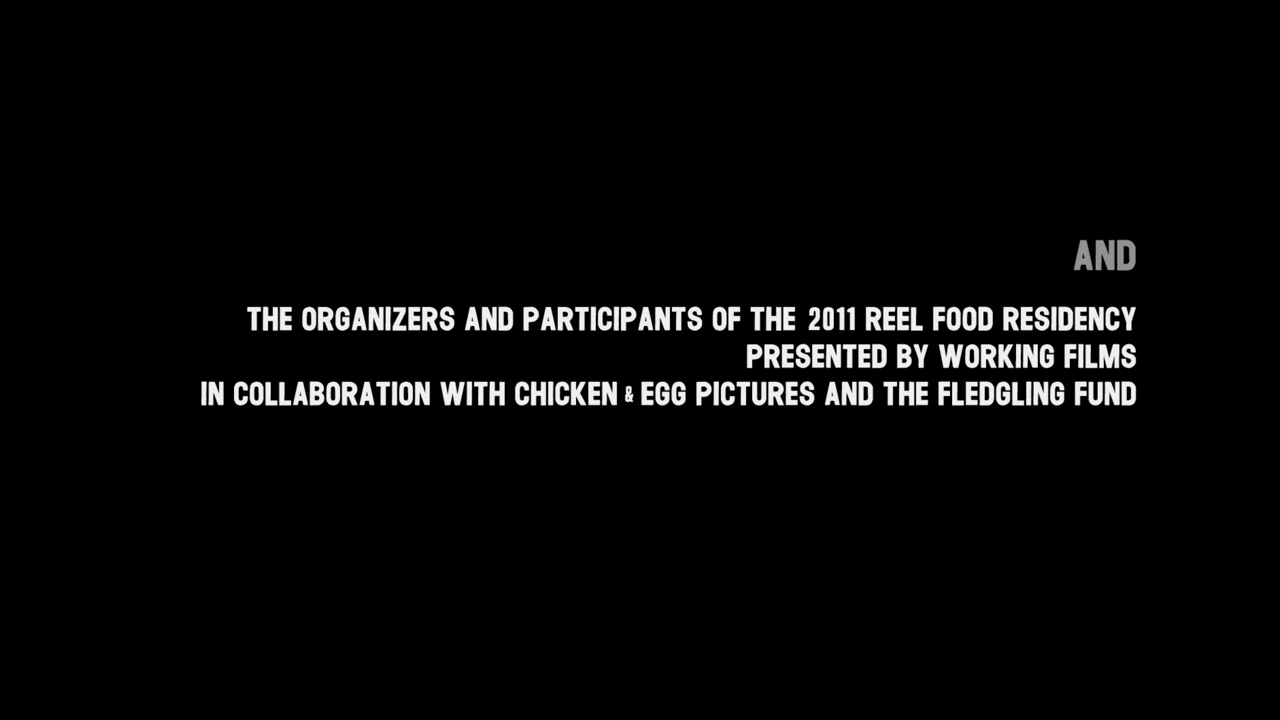 AND
THE ORGANIZERS AND PARTICIPANTS OF THE 2011 REEL FOOD RESIDENCY
PRESENTED BY WORKING FILMS
IN COLLABORATION WITH CHICKEN & EGG PICTURES AND THE FLEDGLING FUND